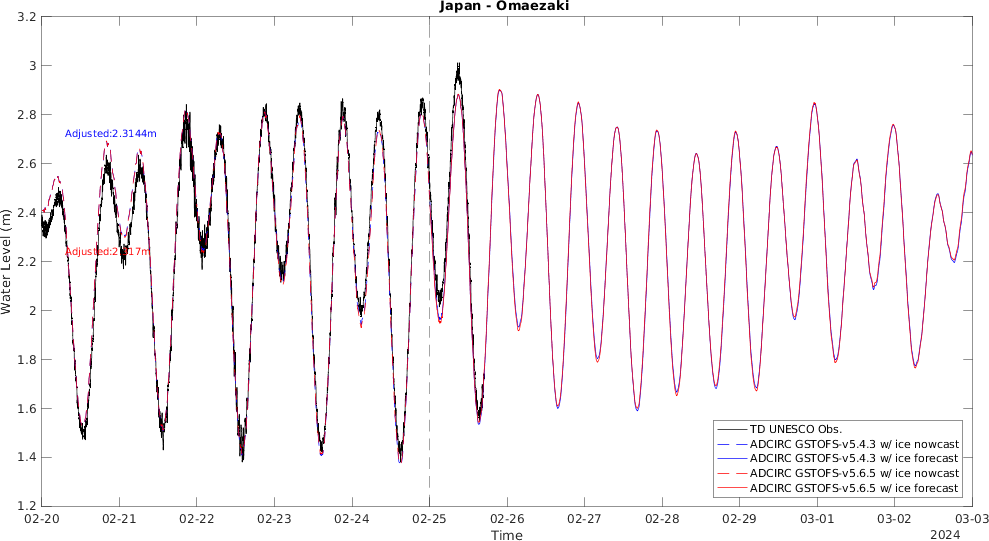 Japan - Omaezaki
3.2
3
2.8
2.6
2.4
2.2
2
1.8
1.6
1.4
1.2
Water Level (m)
Adjusted:2.3144m
TD UNESCO Obs.
ADCIRC GSTOFS-v5.4.3 w/ ice nowcast
ADCIRC GSTOFS-v5.4.3 w/ ice forecast
ADCIRC GSTOFS-v5.6.5 w/ ice nowcast
ADCIRC GSTOFS-v5.6.5 w/ ice forecast
02-20 02-21 02-22 02-23 02-24 02-25 02-26 02-27 02-28 02-29 03-01 03-02 03-03
Time
2024